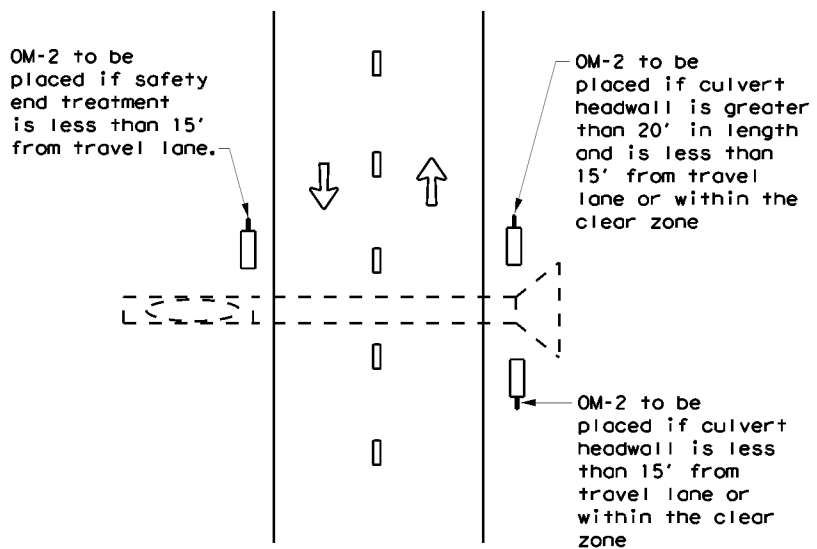 OM-2 to be
placed if safety
end treatment
is less than 15'
from travel lane.
OM-2 to be
placed if culvert
headwall is greater
than 20' in length
and is less than
15' from travel
lane or within the
clear zone
OM-2 to be
placed if culvert
headwall is less
than 15' from
travel lane or
within the clear
zone